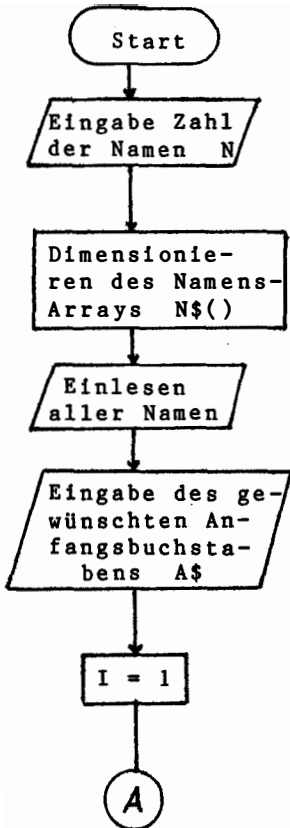 Start
Eingabe Zahl
der Namen N
Dimensionie-
ren des Namens-
Arrays N$()
Einlesen
aller Namen
Eingabe des ge-
wünschten An-
fangsbuchsta-
bens A$
I = 1
A